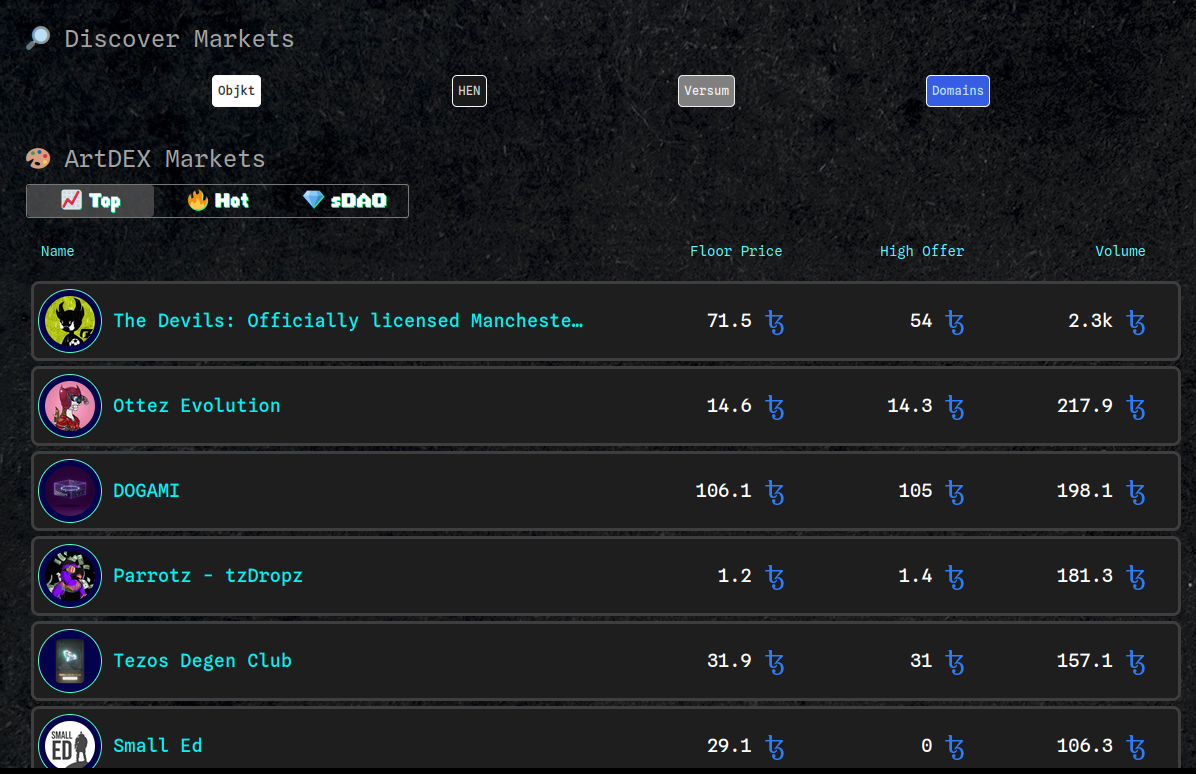 🔎 Discover Markets
Objkt HEN Versum Domains
🎨 ArtDEX Markets
📈 Top 🔥 Hot 💎 sDAO
Name Floor Price High Offer Volume
The Devils: Officially licensed Mancheste… 71.5 ꜩ 54 ꜩ 2.3k ꜩ
Ottez Evolution 14.6 ꜩ 14.3 ꜩ 217.9 ꜩ
DOGAMI 106.1 ꜩ 105 ꜩ 198.1 ꜩ
Parrotz - tzDropz 1.2 ꜩ 1.4 ꜩ 181.3 ꜩ
Tezos Degen Club 31.9 ꜩ 31 ꜩ 157.1 ꜩ
SMALL
ED
Small Ed 29.1 ꜩ 0 ꜩ 106.3 ꜩ